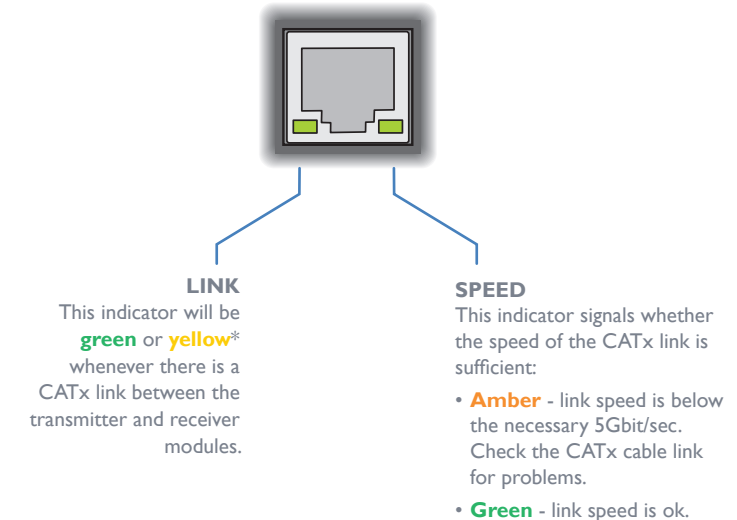 LINK
This indicator will be
green or yellow*
whenever there is a
CATx link between the
transmitter and receiver
modules.
SPEED
This indicator signals whether
the speed of the CATx link is
sufficient:
• Amber - link speed is below
the necessary 5Gbit/sec.
Check the CATx cable link
for problems.
• Green - link speed is ok.